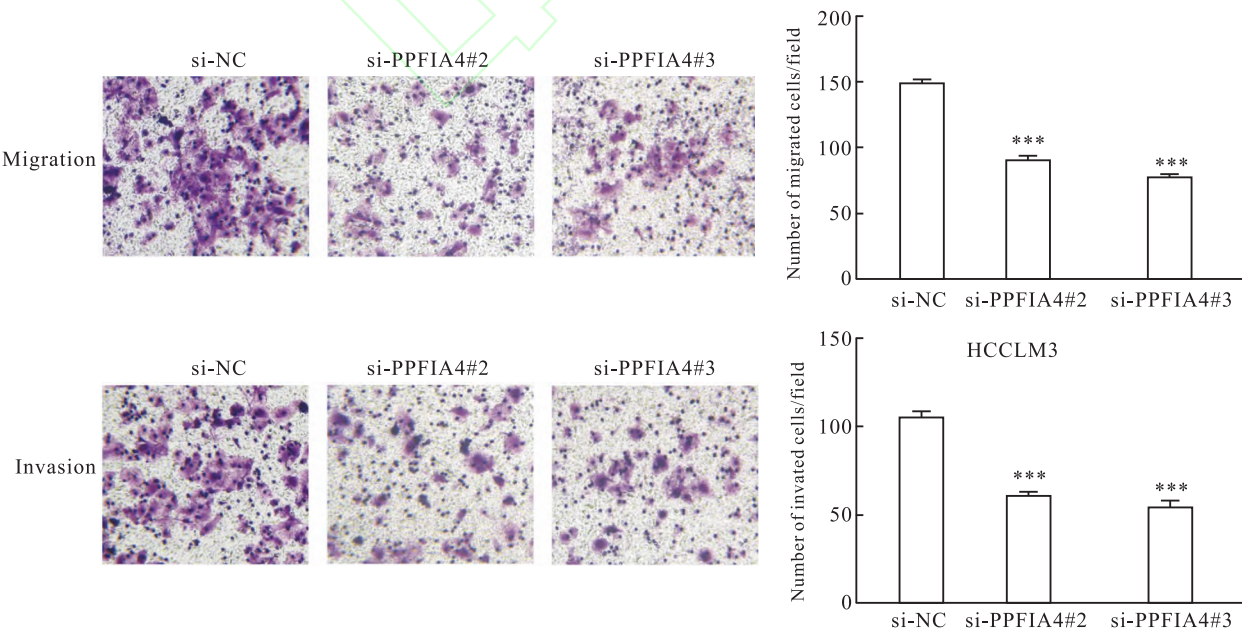 si-NC si-PPFIA4#2 si-PPFIA4#3
Migration
Number of migrated cells/field
200
150
100
50
0
***
***
si-NC si-PPFIA4#2 si-PPFIA4#3
si-NC si-PPFIA4#2 si-PPFIA4#3
Invasion
Number of invated cells/field
150
100
50
0
HCCLM3
***
***
si-NC si-PPFIA4#2 si-PPFIA4#3